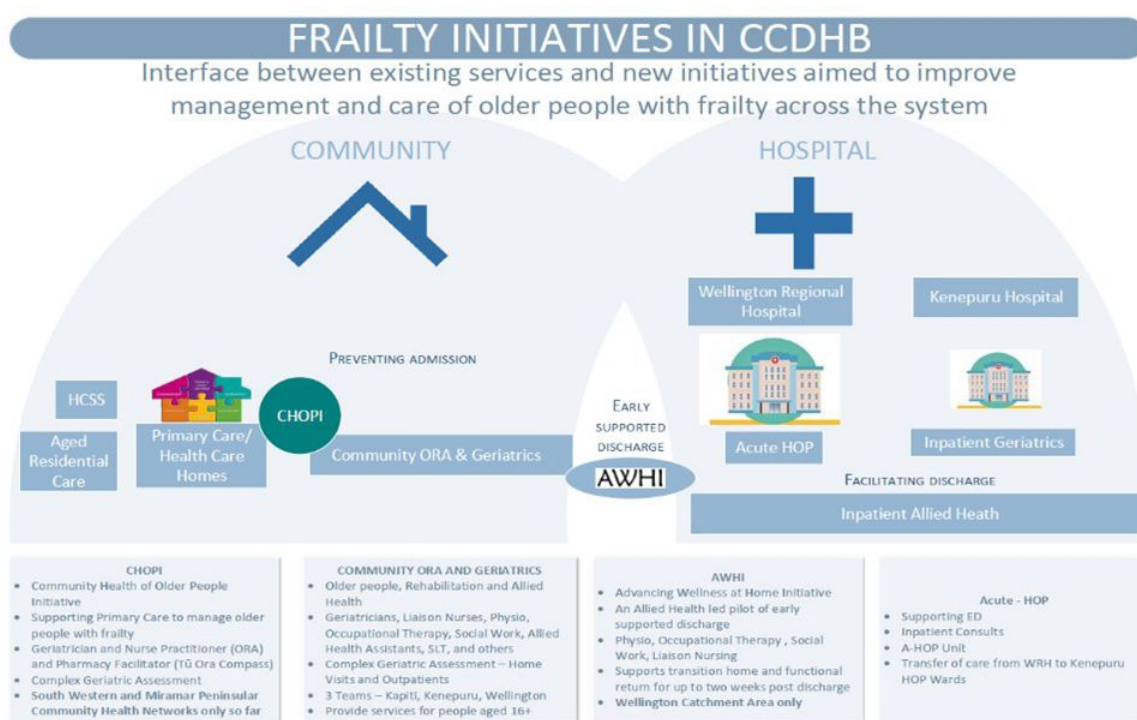 FRAILTY INITIATIVES IN CCDHB
Interface between existing services and new initiatives aimed to improve
management and care of older people with frailty across the system
COMMUNITY
HOSPITAL
Wellington Regional
Hospital
Kenepuru Hospital
PREVENTING ADMISSION
HCSS
Aged
Residential
Care
Primary Care/
Health Care
Homes
CHOPI
Community ORA & Geriatrics
EARLY
SUPPORTED
DISCHARGE
AWHI
Acute HOP
Inpatient Geriatrics
FACILITATING DISCHARGE
Inpatient Allied Heath
CHOPI
• Community Health of Older People
Initiative
• Supporting Primary Care to manage older
people with frailty
• Geriatrician and Nurse Practitioner (ORA)
and Pharmacy Facilitator (Tū Ora Compass)
• Complex Geriatric Assessment
• South Western and Miramar Peninsular
Community Health Networks only so far
COMMUNITY ORA AND GERIATRICS
• Older people, Rehabilitation and Allied
Health
• Geriatricians, Liaison Nurses, Physio,
Occupational Therapy, Social Work, Allied
Health Assistants, SLT, and others
• Complex Geriatric Assessment – Home
Visits and Outpatients
• 3 Teams – Kapiti, Kenepuru, Wellington
• Provide services for people aged 16+
AWHI
• Advancing Wellness at Home Initiative
• An Allied Health led pilot of early
supported discharge
• Physio, Occupational Therapy , Social
Work, Liaison Nursing
• Supports transition home and functional
return for up to two weeks post discharge
• Wellington Catchment Area only
Acute - HOP
• Supporting ED
• Inpatient Consults
• A-HOP Unit
• Transfer of care from WRH to Kenepuru
HOP Wards